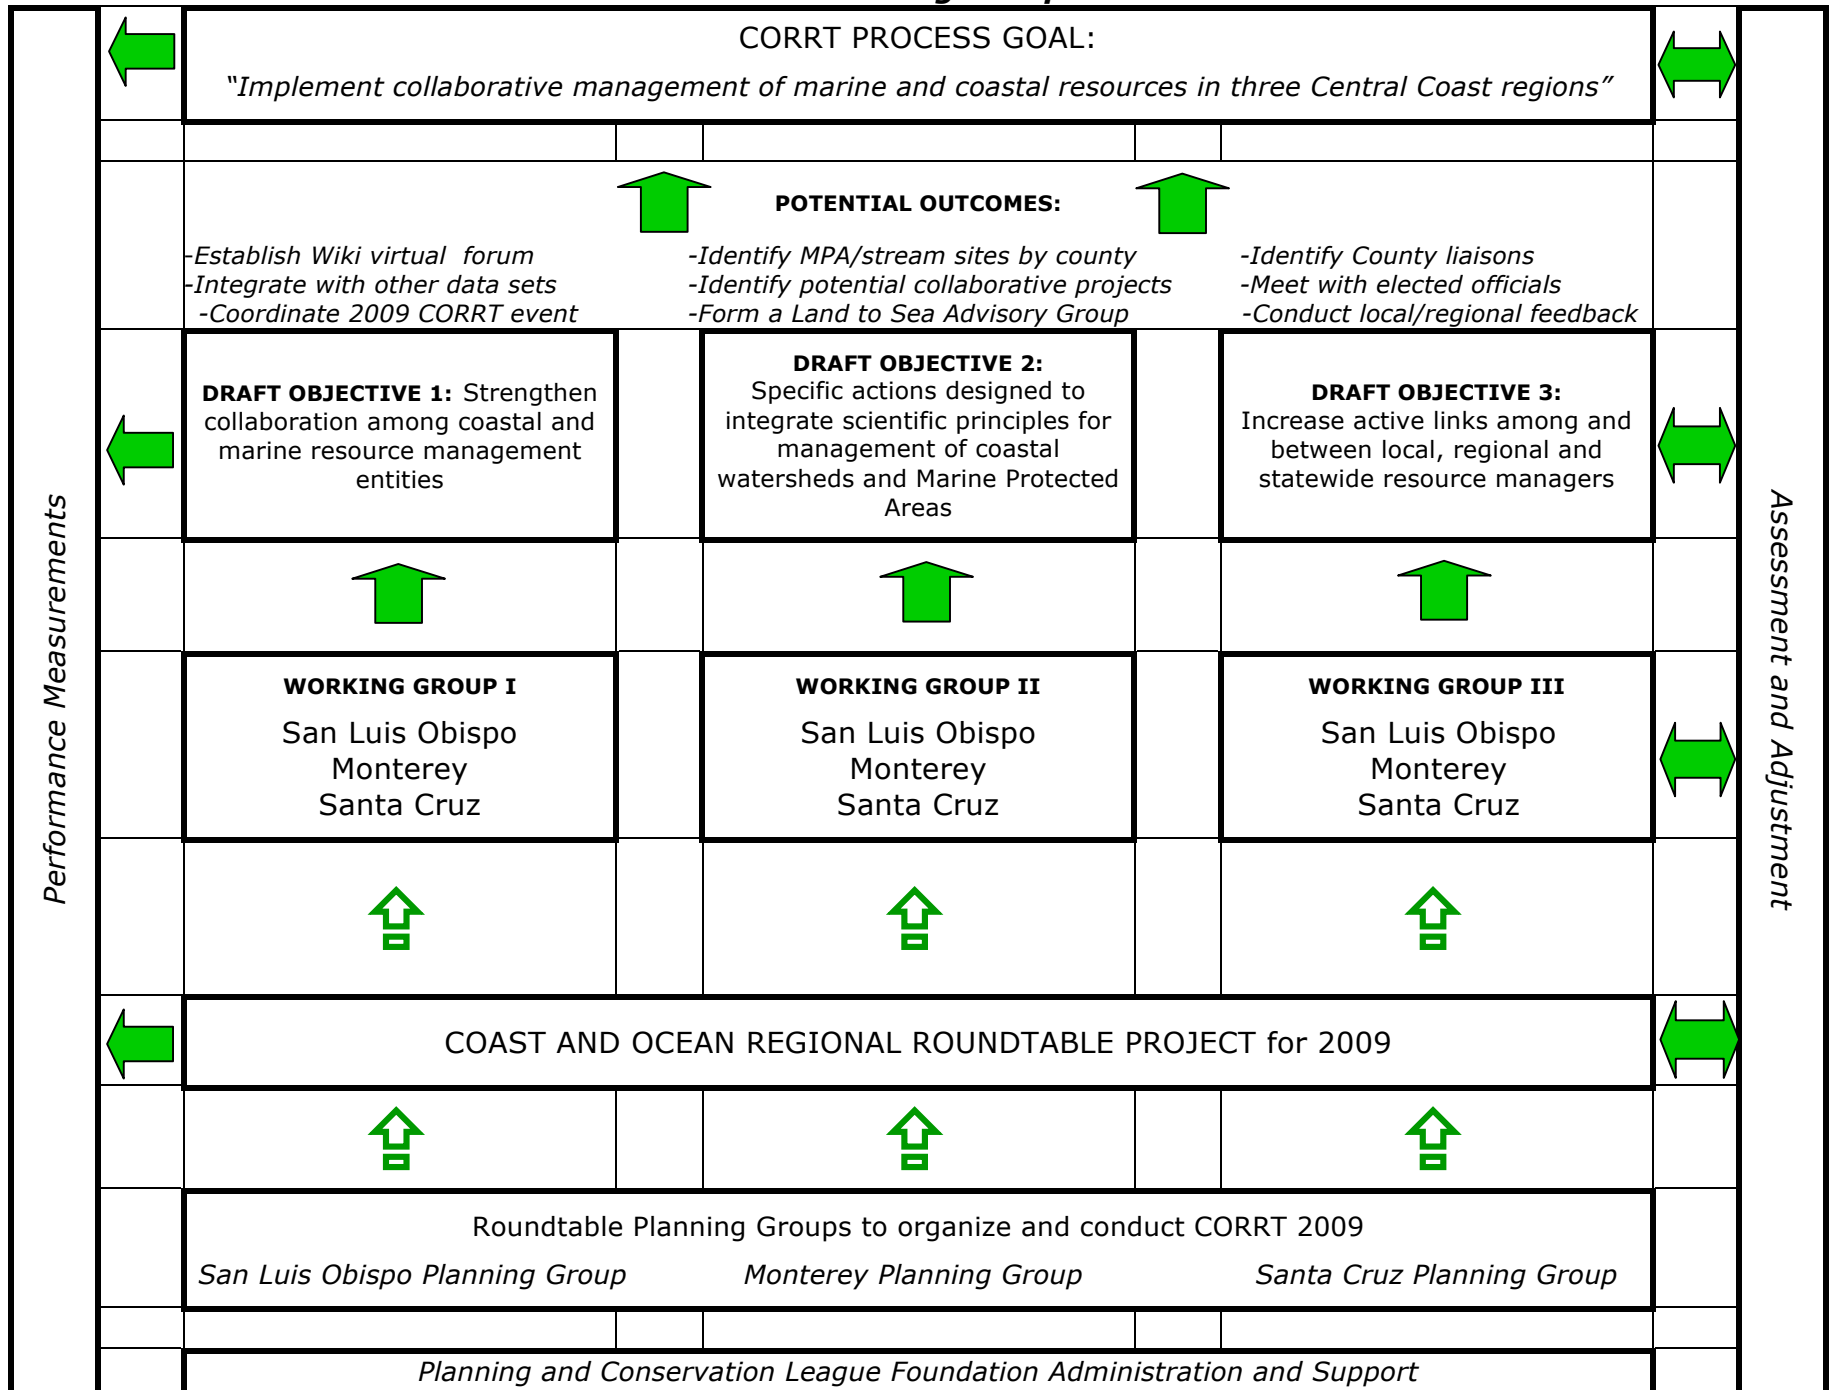 CORRT PROCESS GOAL:
“Implement collaborative management of marine and coastal resources in three Central Coast regions”
POTENTIAL OUTCOMES:
-Establish Wiki virtual forum
-Integrate with other data sets
-Coordinate 2009 CORRT event
-Identify MPA/stream sites by county
-Identify potential collaborative projects
-Form a Land to Sea Advisory Group
-Identify County liaisons
-Meet with elected officials
-Conduct local/regional feedback
DRAFT OBJECTIVE 1: Strengthen
collaboration among coastal and
marine resource management
entities
DRAFT OBJECTIVE 2:
Specific actions designed to
integrate scientific principles for
management of coastal
watersheds and Marine Protected
Areas
DRAFT OBJECTIVE 3:
Increase active links among and
between local, regional and
statewide resource managers
Performance Measurements
Assessment and Adjustment
WORKING GROUP I
San Luis Obispo
Monterey
Santa Cruz
WORKING GROUP II
San Luis Obispo
Monterey
Santa Cruz
WORKING GROUP III
San Luis Obispo
Monterey
Santa Cruz
COAST AND OCEAN REGIONAL ROUNDTABLE PROJECT for 2009
Roundtable Planning Groups to organize and conduct CORRT 2009
San Luis Obispo Planning Group
Monterey Planning Group
Santa Cruz Planning Group
Planning and Conservation League Foundation Administration and Support